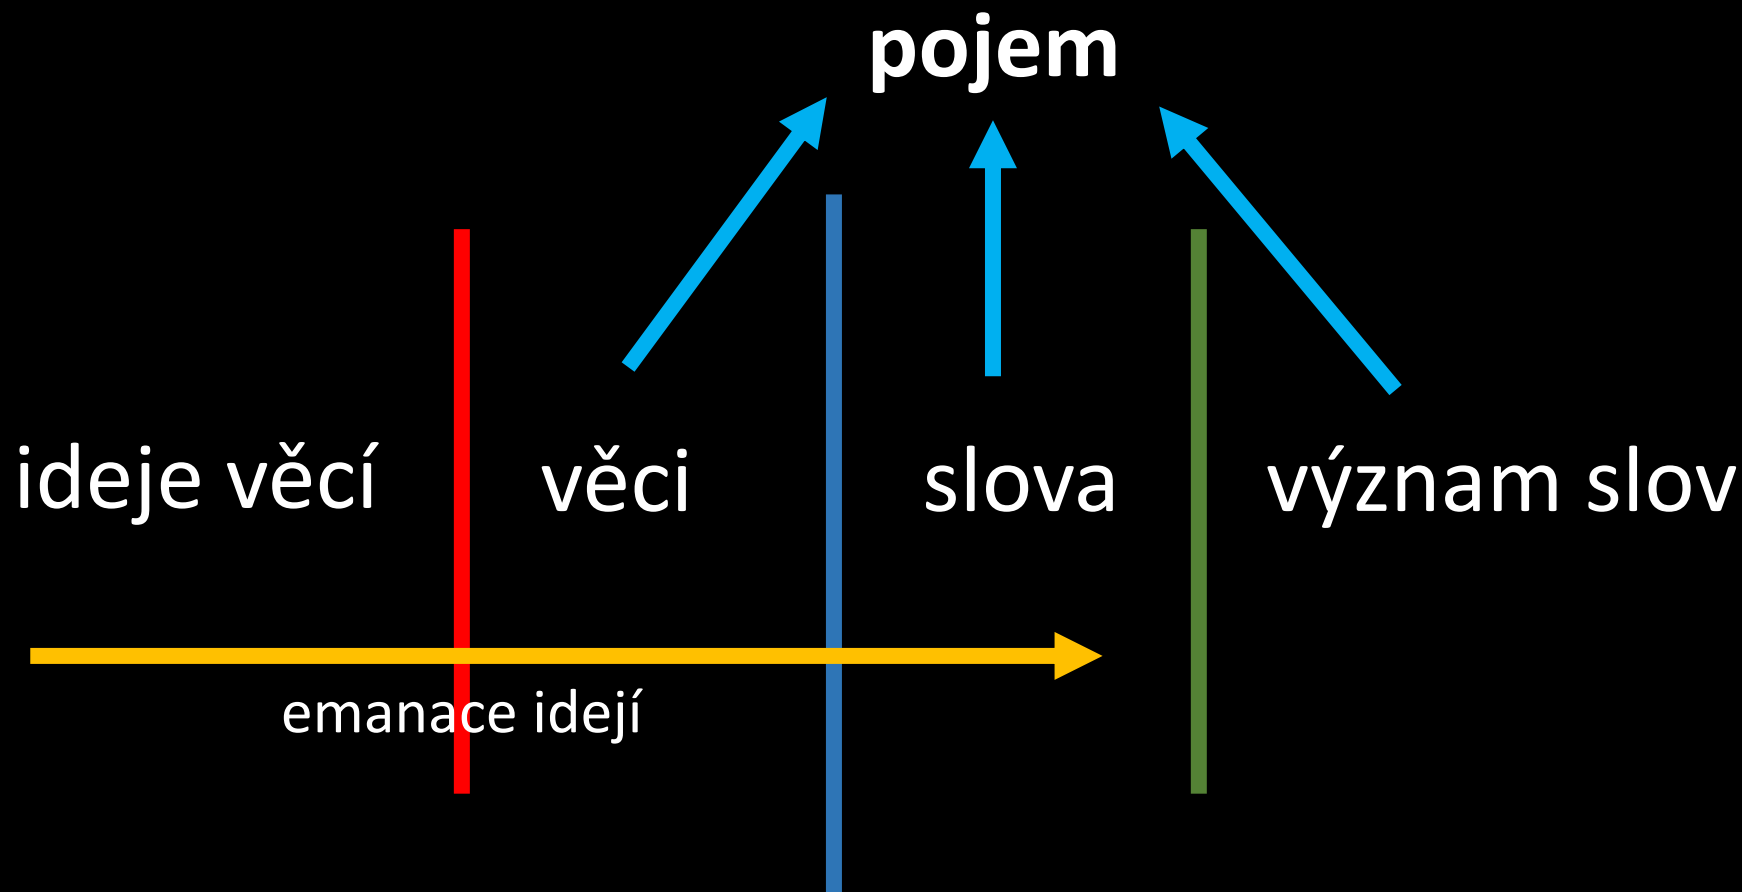 pojem
ideje věcí
věci
slova
význam slov
emanace idejí